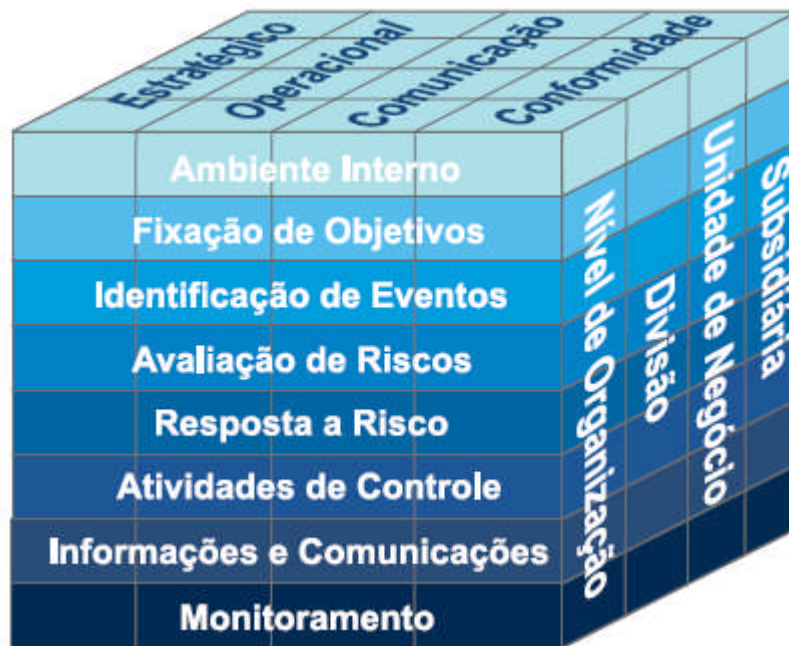 Estratégico
Operacional
Comunicação
Conformidade
Ambiente Interno
Fixação de Objetivos
Identificação de Eventos
Avaliação de Riscos
Resposta a Risco
Atividades de Controle
Informações e Comunicações
Monitoramento
Nível de Organização
Divisão
Unidade de Negócio
Subsidiária